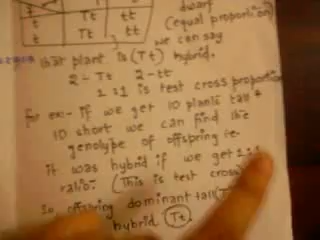 Tt tt dwarf
t Tt tt (equal proportion)
we can say
that plant is (Tt) hybrid.
2 - Tt 2 - tt
1 : 1 is test cross proportion
for ex - if we get 10 plants tall &
10 short we can find the
genotype of offspring ie.
it was hybrid if we get 1 : 1
ratio. (This is test cross)
So offspring dominant tall (T
hybrid (Tt)